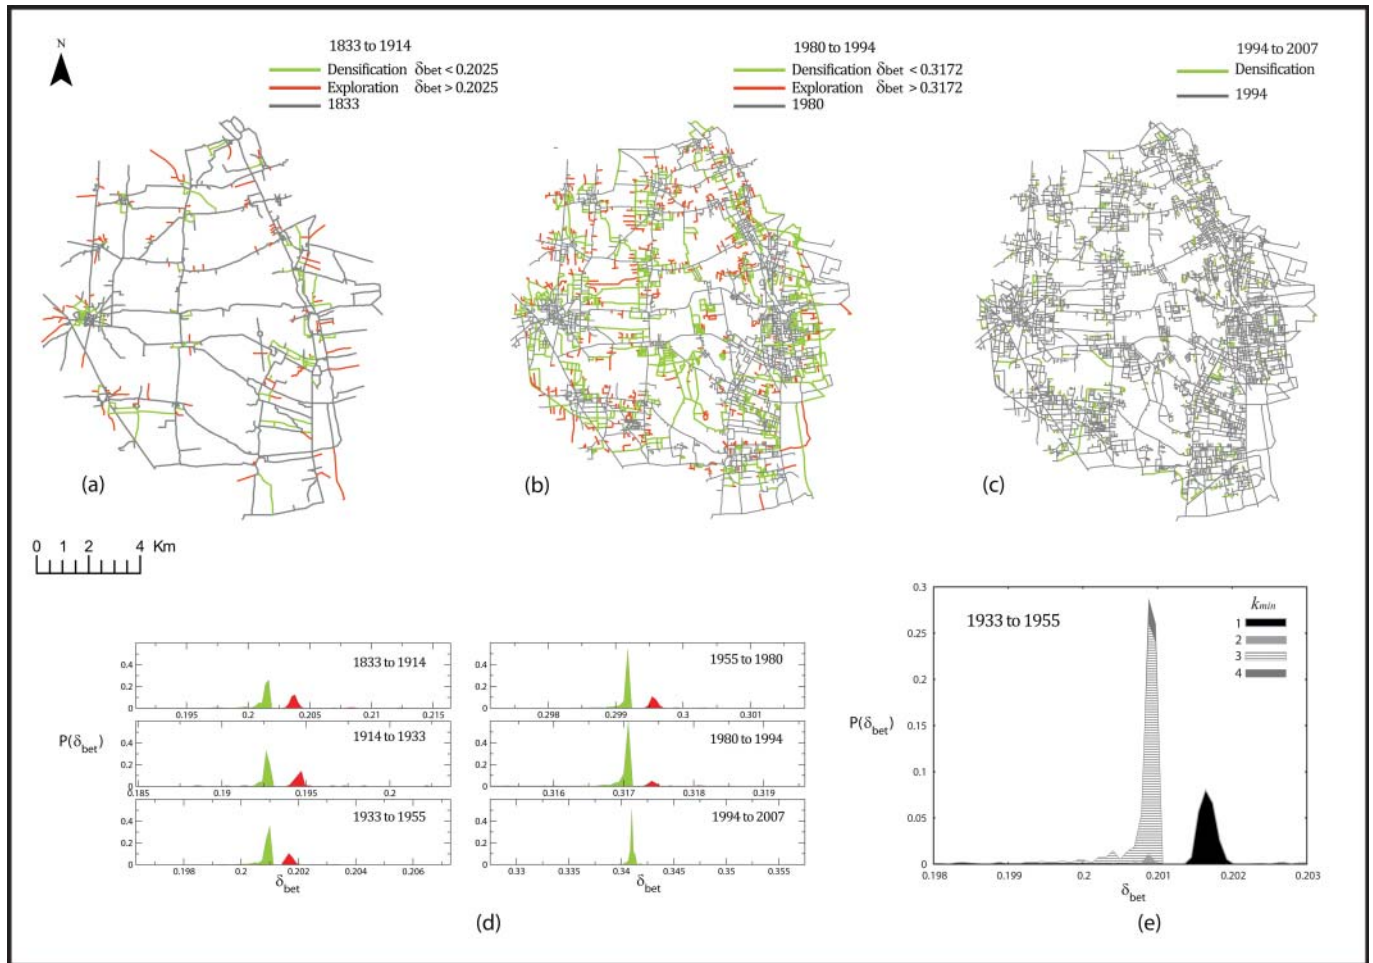 N
1833 to 1914
Densification δbet < 0.2025
Exploration δbet > 0.2025
1833
1980 to 1994
Densification δbet < 0.3172
Exploration δbet > 0.3172
1980
1994 to 2007
Densification
1994
(a)
(b)
(c)
0 1 2 4 Km
P(δbet)
1833 to 1914
0.4
0.2
0
0.195 0.2 0.205 0.21 0.215
1914 to 1933
0.4
0.2
0
0.185 0.19 0.195 0.2
1933 to 1955
0.4
0.2
0
0.198 0.2 0.202 0.204 0.206
δbet
1955 to 1980
0.4
0.2
0
0.298 0.299 0.3 0.301
1980 to 1994
0.4
0.2
0
0.316 0.317 0.318 0.319
1994 to 2007
0.4
0.2
0
0.33 0.335 0.34 0.345 0.35 0.355
δbet
(d)
1933 to 1955
kmin
1
2
3
4
P(δbet)
0.3
0.25
0.2
0.15
0.1
0.05
0
0.198 0.199 0.2 0.201 0.202 0.203
δbet
(e)